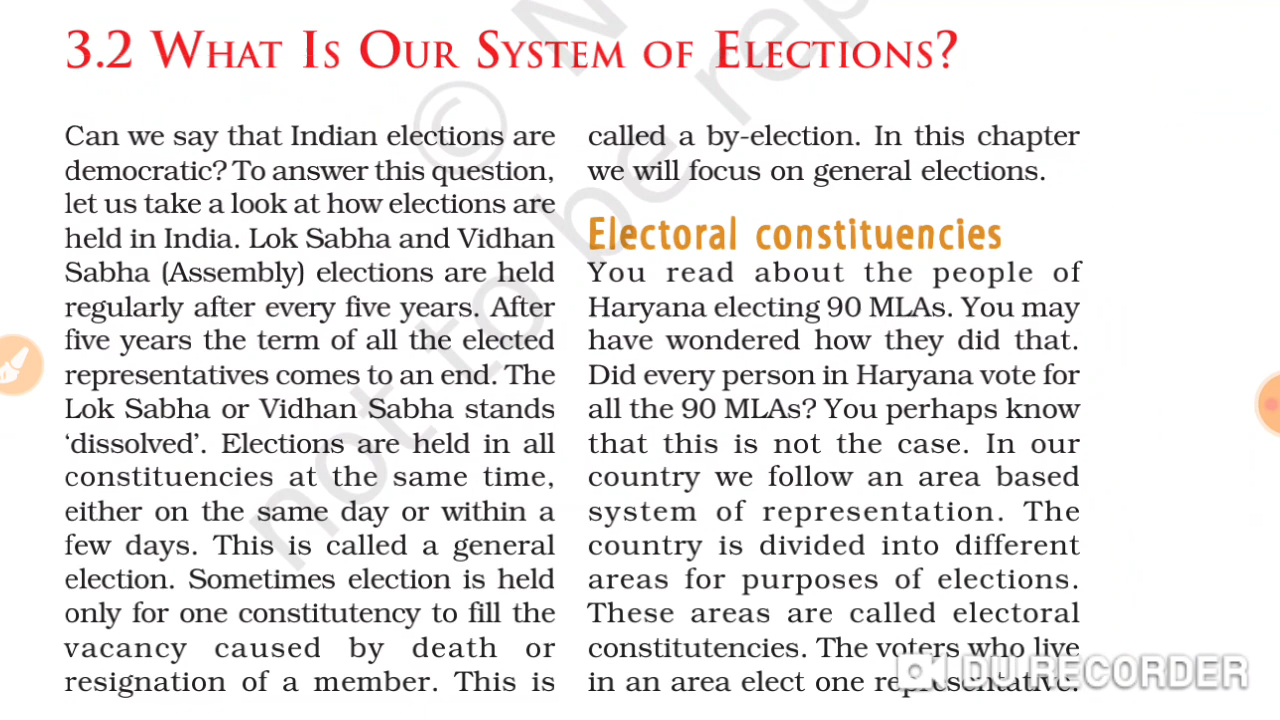 3.2 WHAT IS OUR SYSTEM OF ELECTIONS?
Can we say that Indian elections are
democratic? To answer this question,
let us take a look at how elections are
held in India. Lok Sabha and Vidhan
Sabha (Assembly) elections are held
regularly after every five years. After
five years the term of all the elected
representatives comes to an end. The
Lok Sabha or Vidhan Sabha stands
‘dissolved’. Elections are held in all
constituencies at the same time,
either on the same day or within a
few days. This is called a general
election. Sometimes election is held
only for one constitutency to fill the
vacancy caused by death or
resignation of a member. This is
called a by-election. In this chapter
we will focus on general elections.
Electoral constituencies
You read about the people of
Haryana electing 90 MLAs. You may
have wondered how they did that.
Did every person in Haryana vote for
all the 90 MLAs? You perhaps know
that this is not the case. In our
country we follow an area based
system of representation. The
country is divided into different
areas for purposes of elections.
These areas are called electoral
constitutencies. The voters who live
in an area elect one representative.
© N
not to be rep
DU RECORDER